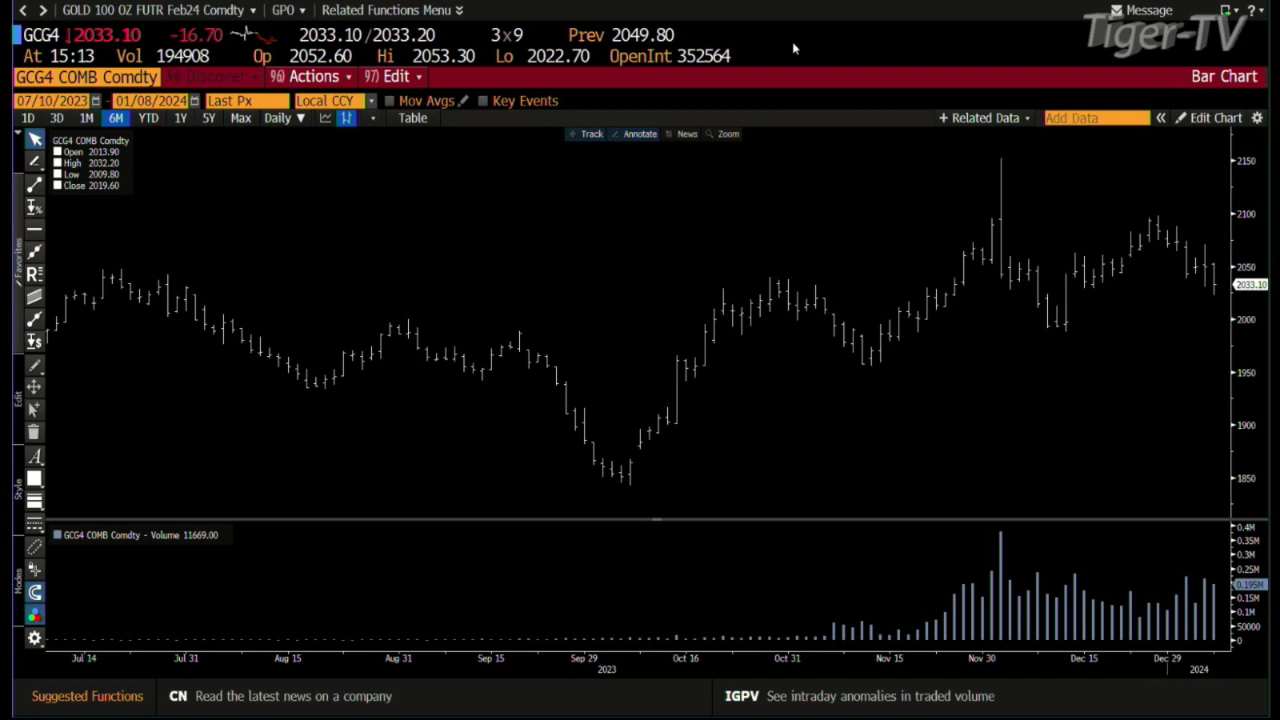 GOLD 100 OZ FUTR Feb24 Comdty GPO Related Functions Menu Message ?
Tiger-TV
GCG4 ↓2033.10 -16.70 2033.10/2033.20 3x9 Prev 2049.80
At 15:13 Vol 194908 Op 2052.60 Hi 2053.30 Lo 2022.70 OpenInt 352564
GCG4 COMB Comdty Discover 96) Actions 97) Edit Bar Chart
07/10/2023 - 01/08/2024 Last Px Local CCY Mov Avgs Key Events
1D 3D 1M 6M YTD 1Y 5Y Max Daily ▼ Table + Related Data Add Data « Edit Chart
Track Annotate News Zoom
GCG4 COMB Comdty
Open 2013.90
High 2032.20
Low 2009.80
Close 2019.60
2150
2100
2050
2033.10
2000
1950
1900
1850
Favorites
Edit
Style
Modes
GCG4 COMB Comdty - Volume 11669.00
0.4M
0.35M
0.3M
0.25M
0.195M
0.15M
0.1M
50000
0
Jul 14 Jul 31 Aug 15 Aug 31 Sep 15 Sep 29 Oct 16 Oct 31 Nov 15 Nov 30 Dec 15 Dec 29
2023 2024
Suggested Functions CN Read the latest news on a company IGPV See intraday anomalies in traded volume